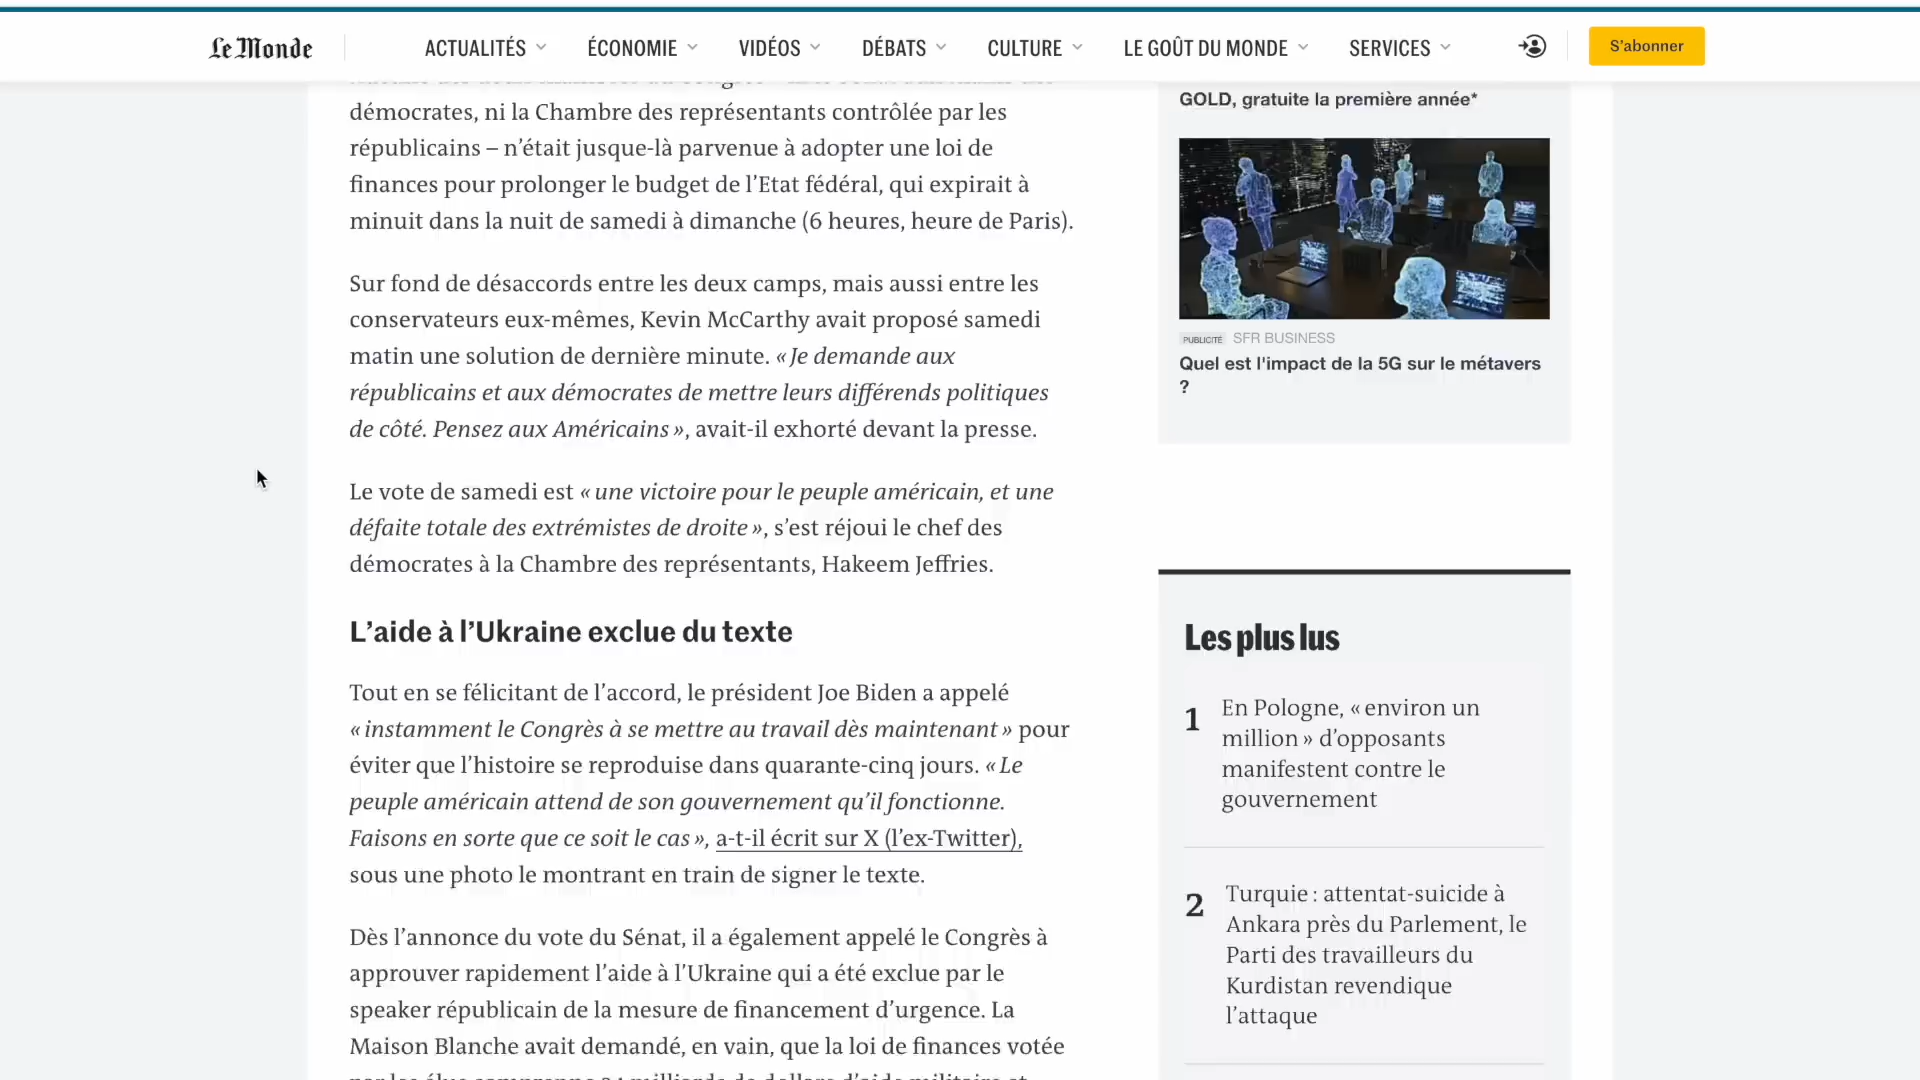 Le Monde
ACTUALITÉS
ÉCONOMIE
VIDÉOS
DÉBATS
CULTURE
LE GOÛT DU MONDE
SERVICES
S'abonner
démocrates, ni la Chambre des représentants contrôlée par les
républicains – n’était jusque-là parvenue à adopter une loi de
finances pour prolonger le budget de l’Etat fédéral, qui expirait à
minuit dans la nuit de samedi à dimanche (6 heures, heure de Paris).
Sur fond de désaccords entre les deux camps, mais aussi entre les
conservateurs eux-mêmes, Kevin McCarthy avait proposé samedi
matin une solution de dernière minute. « Je demande aux
républicains et aux démocrates de mettre leurs différends politiques
de côté. Pensez aux Américains », avait-il exhorté devant la presse.
Le vote de samedi est « une victoire pour le peuple américain, et une
défaite totale des extrémistes de droite », s’est réjoui le chef des
démocrates à la Chambre des représentants, Hakeem Jeffries.
L’aide à l’Ukraine exclue du texte
Tout en se félicitant de l’accord, le président Joe Biden a appelé
« instamment le Congrès à se mettre au travail dès maintenant » pour
éviter que l’histoire se reproduise dans quarante-cinq jours. « Le
peuple américain attend de son gouvernement qu’il fonctionne.
Faisons en sorte que ce soit le cas », a-t-il écrit sur X (l’ex-Twitter),
sous une photo le montrant en train de signer le texte.
Dès l’annonce du vote du Sénat, il a également appelé le Congrès à
approuver rapidement l’aide à l’Ukraine qui a été exclue par le
speaker républicain de la mesure de financement d’urgence. La
Maison Blanche avait demandé, en vain, que la loi de finances votée
GOLD, gratuite la première année*
PUBLICITÉ SFR BUSINESS
Quel est l'impact de la 5G sur le métavers
?
Les plus lus
1
En Pologne, « environ un
million » d’opposants
manifestent contre le
gouvernement
2
Turquie : attentat-suicide à
Ankara près du Parlement, le
Parti des travailleurs du
Kurdistan revendique
l’attaque